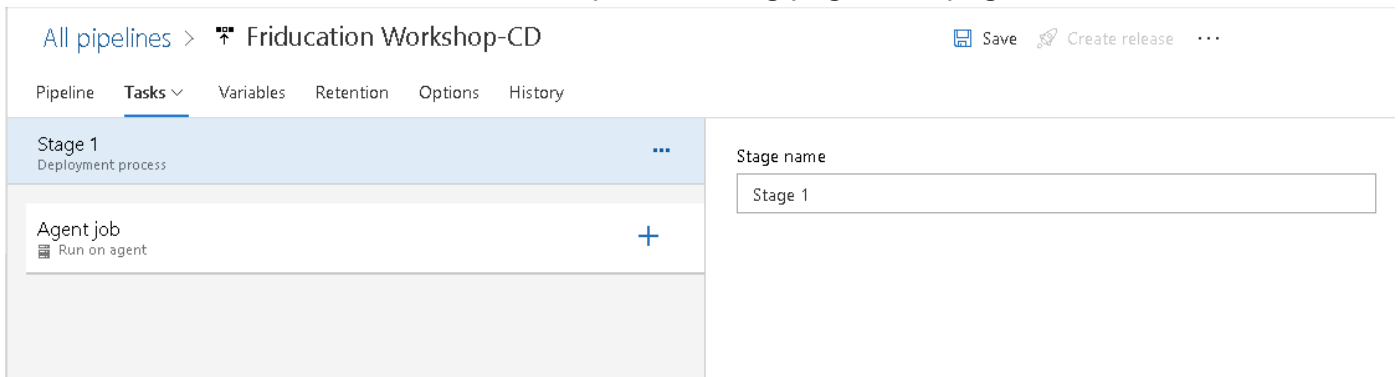 All pipelines > Friducation Workshop-CD
Save Create release ...
Pipeline Tasks Variables Retention Options History
Stage 1
Deployment process
...
Agent job
Run on agent
+
Stage name
Stage 1